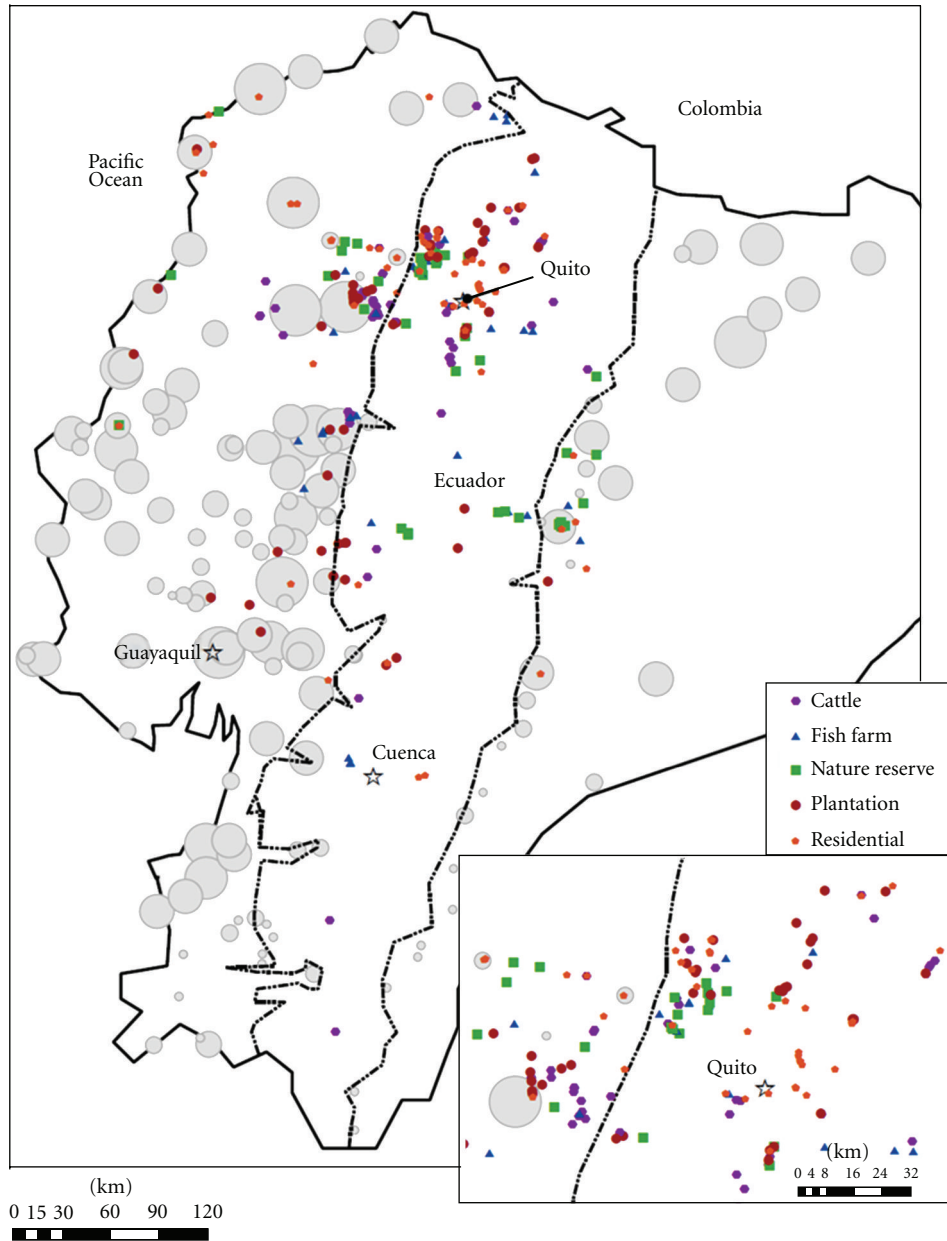 Colombia
Pacific
Ocean
Quito
Ecuador
Guayaquil
Cuenca
Cattle
Fish farm
Nature reserve
Plantation
Residential
Quito
(km)
0 4 8 16 24 32
(km)
0 15 30 60 90 120